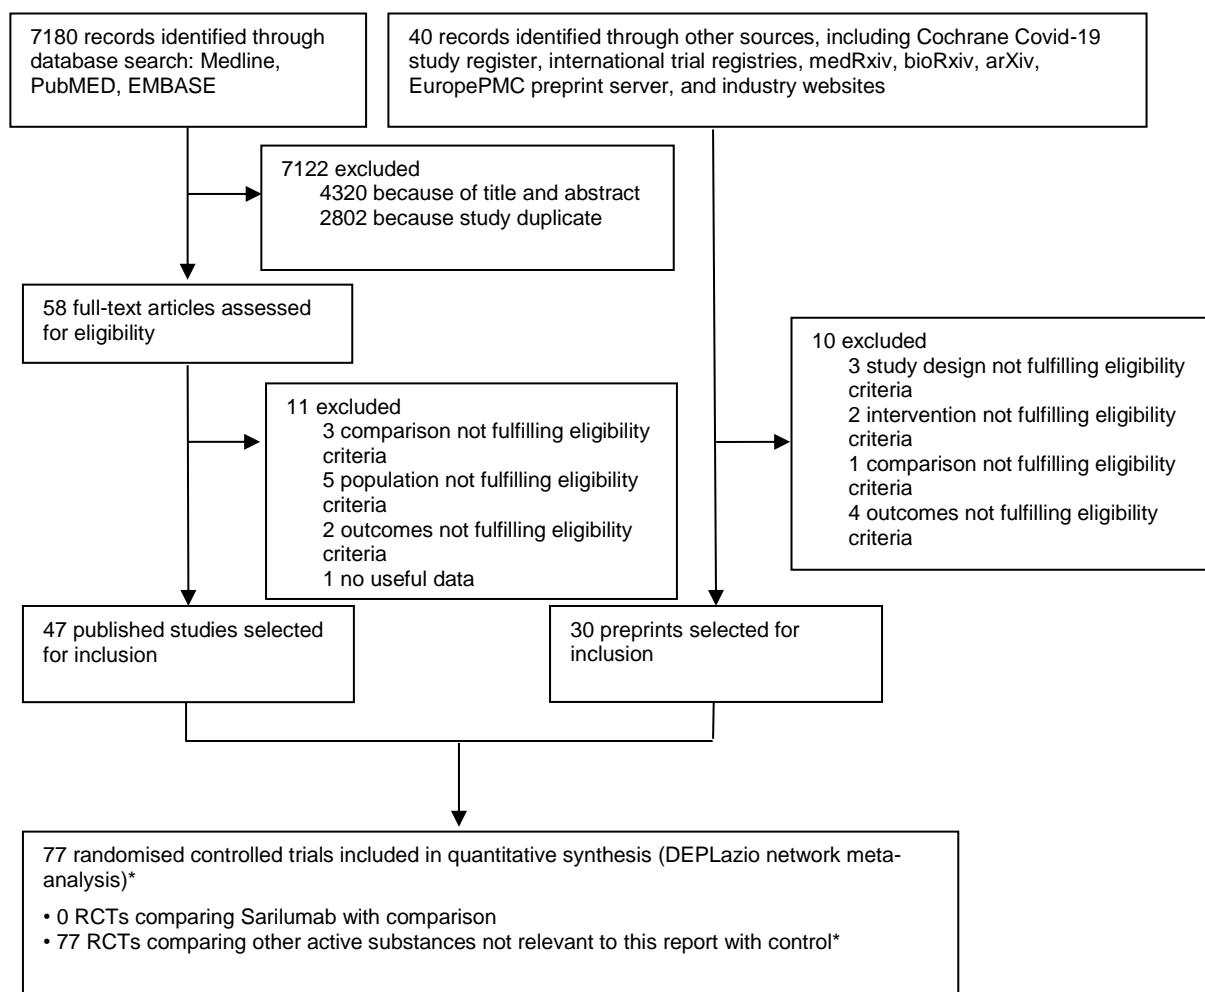 7180 records identified through
database search: Medline,
PubMED, EMBASE
40 records identified through other sources, including Cochrane Covid-19
study register, international trial registries, medRxiv, bioRxiv, arXiv,
EuropePMC preprint server, and industry websites
7122 excluded
4320 because of title and abstract
2802 because study duplicate
58 full-text articles assessed
for eligibility
10 excluded
3 study design not fulfilling eligibility
criteria
2 intervention not fulfilling eligibility
criteria
1 comparison not fulfilling eligibility
criteria
4 outcomes not fulfilling eligibility
criteria
11 excluded
3 comparison not fulfilling eligibility
criteria
5 population not fulfilling eligibility
criteria
2 outcomes not fulfilling eligibility
criteria
1 no useful data
47 published studies selected
for inclusion
30 preprints selected for
inclusion
77 randomised controlled trials included in quantitative synthesis (DEPLazio network meta-
analysis)*
• 0 RCTs comparing Sarilumab with comparison
• 77 RCTs comparing other active substances not relevant to this report with control*